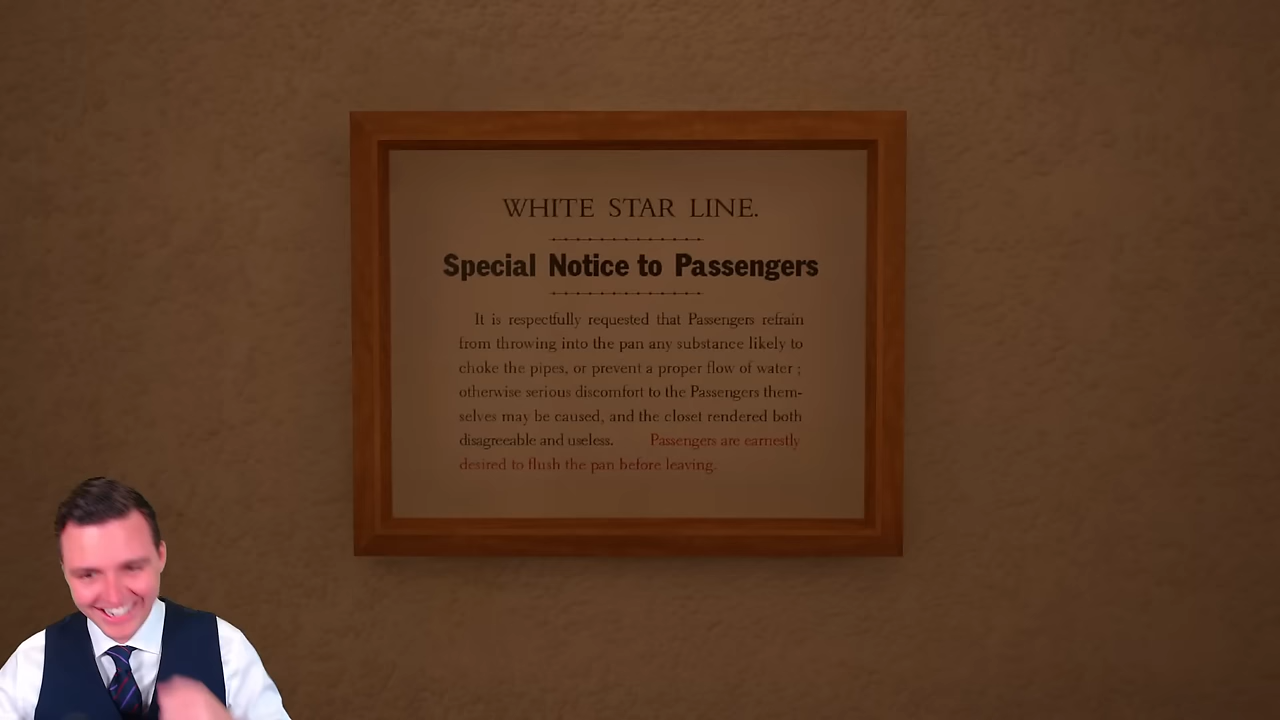 WHITE STAR LINE.
Special Notice to Passengers
It is respectfully requested that Passengers refrain
from throwing into the pan any substance likely to
choke the pipes, or prevent a proper flow of water ;
otherwise serious discomfort to the Passengers them-
selves may be caused, and the closet rendered both
disagreeable and useless. Passengers are earnestly
desired to flush the pan before leaving.